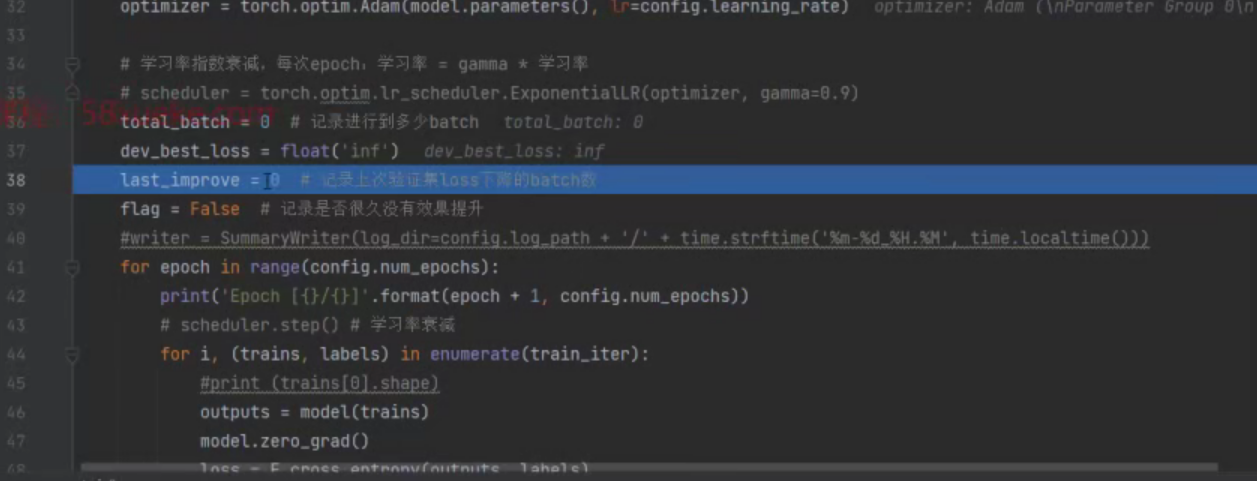 32 optimizer = torch.optim.Adam(model.parameters(), lr=config.learning_rate) optimizer: Adam (\nParameter Group 0\n
33
34 # 学习率指数衰减，每次epoch：学习率 = gamma * 学习率
35 # scheduler = torch.optim.lr_scheduler.ExponentialLR(optimizer, gamma=0.9)
36 total_batch = 0 # 记录进行到多少batch total_batch: 0
37 dev_best_loss = float('inf') dev_best_loss: inf
38 last_improve = 0 # 记录上次验证集loss下降的batch数
39 flag = False # 记录是否很久没有效果提升
40 #writer = SummaryWriter(log_dir=config.log_path + '/' + time.strftime('%m-%d_%H.%M', time.localtime()))
41 for epoch in range(config.num_epochs):
42 print('Epoch [{}/{}]'.format(epoch + 1, config.num_epochs))
43 # scheduler.step() # 学习率衰减
44 for i, (trains, labels) in enumerate(train_iter):
45 #print (trains[0].shape)
46 outputs = model(trains)
47 model.zero_grad()
48 loss = F.cross_entropy(outputs, labels)